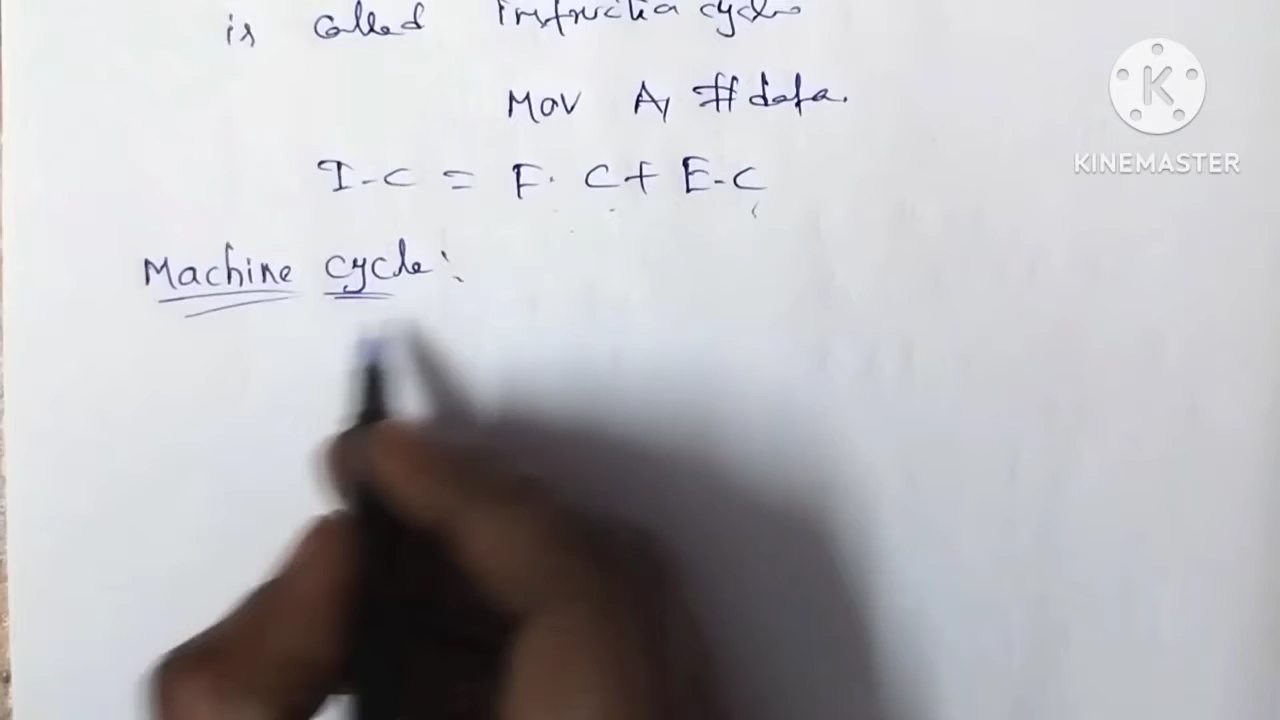 is called Instruction cycle
Mov A, #data.
I-C = F. C + E-C
Machine cycle:
KINEMASTER